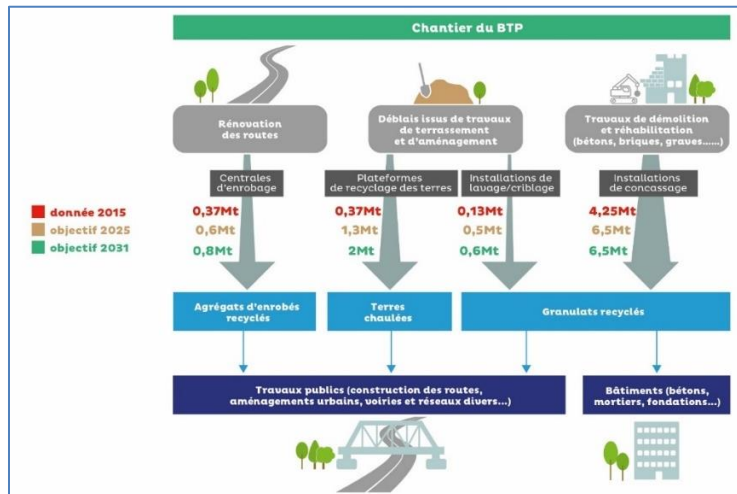 Chantier du BTP
Rénovation
des routes
Déblais issus de travaux
de terrassement
et d'aménagement
Travaux de démolition
et réhabilitation
(bétons, briques, graves......)
Centrales
d'enrobage
Plateformes
de recyclage des terres
Installations de
lavage/criblage
Installations
de concassage
donnée 2015
0,37Mt
0,37Mt
0,13Mt
4,25Mt
objectif 2025
0,6Mt
1,3Mt
0,5Mt
6,5Mt
objectif 2031
0,8Mt
2Mt
0,6Mt
6,5Mt
Agrégats d'enrobés
recyclés
Terres
chaulées
Granulats recyclés
Travaux publics (construction des routes,
aménagements urbains, voiries et réseaux divers...)
Bâtiments (bétons,
mortiers, fondations...)